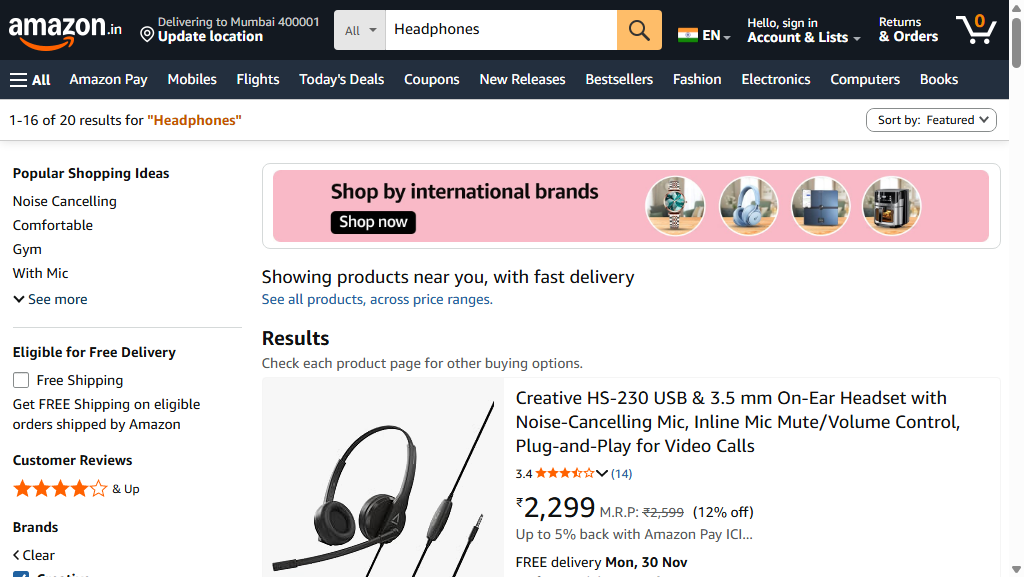 amazon.in
Delivering to Mumbai 400001
Update location
All
Headphones
EN
Hello, sign in
Account & Lists
Returns
& Orders
0
All
Amazon Pay
Mobiles
Flights
Today's Deals
Coupons
New Releases
Bestsellers
Fashion
Electronics
Computers
Books
1-16 of 20 results for "Headphones"
Sort by: Featured
Popular Shopping Ideas
Noise Cancelling
Comfortable
Gym
With Mic
See more
Eligible for Free Delivery
Free Shipping
Get FREE Shipping on eligible
orders shipped by Amazon
Customer Reviews
& Up
Brands
Clear
Shop by international brands
Shop now
Showing products near you, with fast delivery
See all products, across price ranges.
Results
Check each product page for other buying options.
Creative HS-230 USB & 3.5 mm On-Ear Headset with
Noise-Cancelling Mic, Inline Mic Mute/Volume Control,
Plug-and-Play for Video Calls
3.4 (14)
₹2,299 M.R.P: ₹2,599 (12% off)
Up to 5% back with Amazon Pay ICI…
FREE delivery Mon, 30 Nov